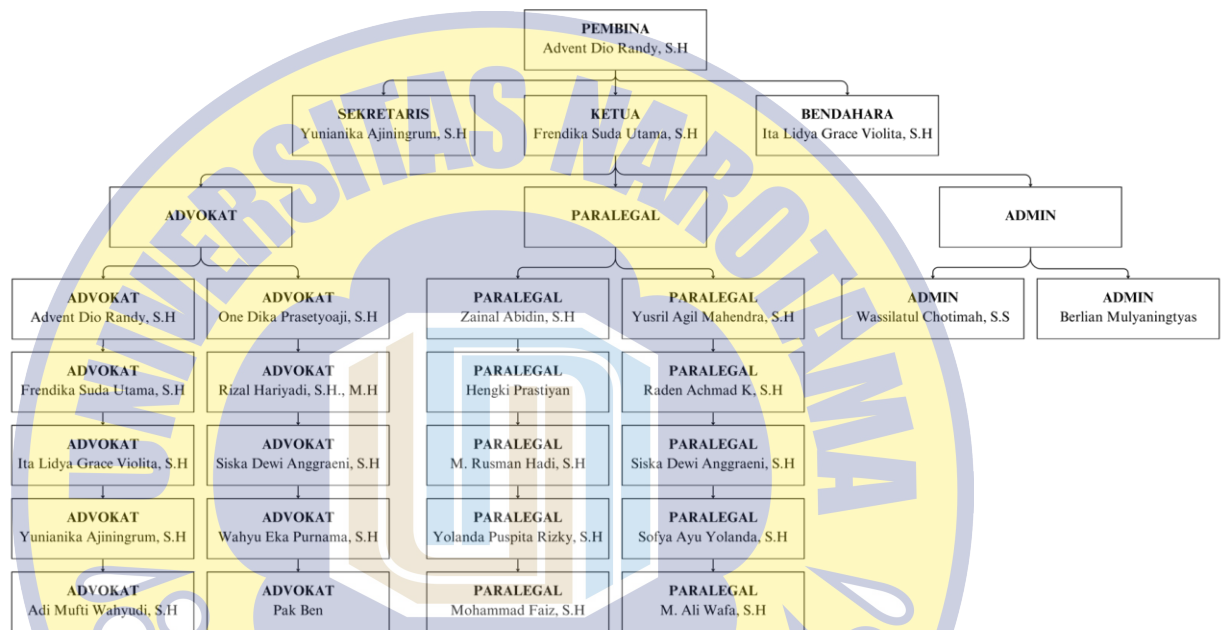 PEMBINA
Advent Dio Randy, S.H
SEKRETARIS
Yunianika Ajiningrum, S.H
KETUA
Frendika Suda Utama, S.H
BENDAHARA
Ita Lidya Grace Violita, S.H
ADVOKAT
PARALEGAL
ADMIN
ADVOKAT
Advent Dio Randy, S.H
ADVOKAT
One Dika Prasetyoaji, S.H
PARALEGAL
Zainal Abidin, S.H
PARALEGAL
Yusril Agil Mahendra, S.H
ADMIN
Wassilatul Chotimah, S.S
ADMIN
Berlian Mulyaningtyas
ADVOKAT
Frendika Suda Utama, S.H
ADVOKAT
Rizal Hariyadi, S.H., M.H
PARALEGAL
Hengki Prastiyan
PARALEGAL
Raden Achmad K, S.H
ADVOKAT
Ita Lidya Grace Violita, S.H
ADVOKAT
Siska Dewi Anggraeni, S.H
PARALEGAL
M. Rusman Hadi, S.H
PARALEGAL
Siska Dewi Anggraeni, S.H
ADVOKAT
Yunianika Ajiningrum, S.H
ADVOKAT
Wahyu Eka Purnama, S.H
PARALEGAL
Yolanda Puspita Rizky, S.H
PARALEGAL
Sofya Ayu Yolanda, S.H
ADVOKAT
Adi Mufti Wahyudi, S.H
ADVOKAT
Pak Ben
PARALEGAL
Mohammad Faiz, S.H
PARALEGAL
M. Ali Wafa, S.H
UNIVERSITAS NAROTAMA